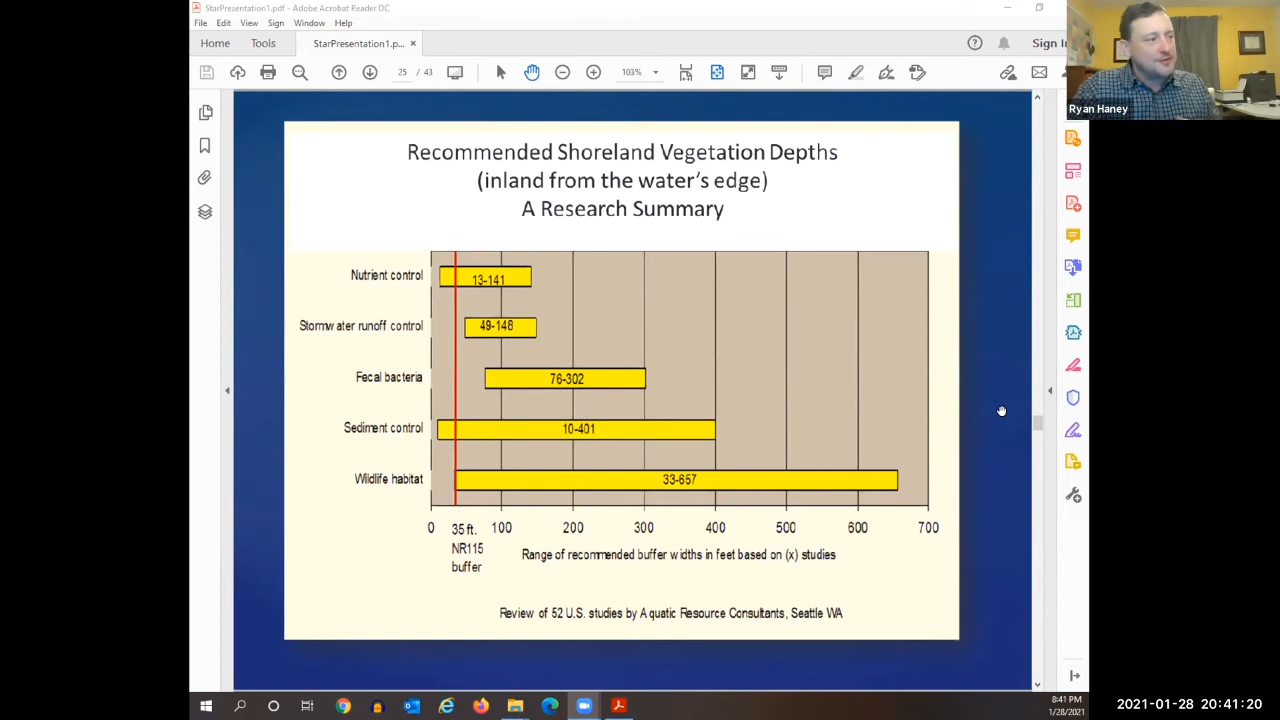 StarPresentation1.pdf - Adobe Acrobat Reader DC
File Edit View Sign Window Help
Home Tools StarPresentation1.p... × Sign In
25 / 43 103%
Ryan Haney
Recommended Shoreland Vegetation Depths
(inland from the water's edge)
A Research Summary
Nutrient control 13-141
Stormwater runoff control 49-148
Fecal bacteria 76-302
Sediment control 10-401
Wildlife habitat 33-657
0 100 200 300 400 500 600 700
35 ft.
NR115
buffer
Range of recommended buffer widths in feet based on (x) studies
Review of 52 U.S. studies by Aquatic Resource Consultants, Seattle WA
8:41 PM
1/28/2021
2021-01-28 20:41:20